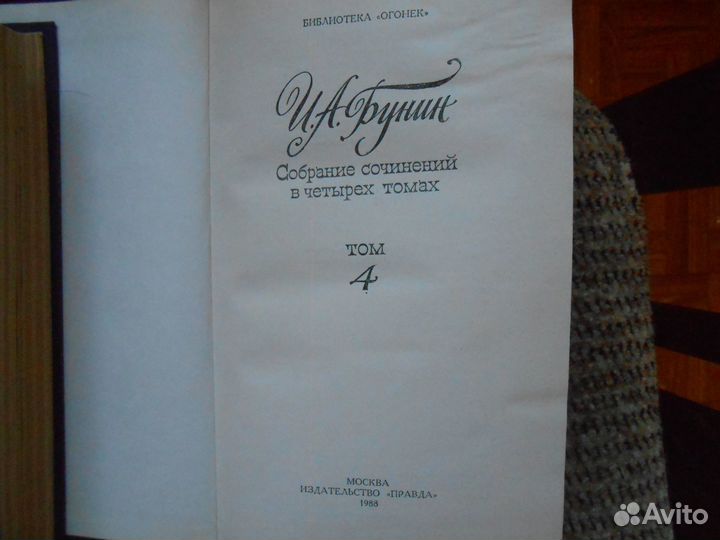 БИБЛИОТЕКА «ОГОНЕК»
И.А.Бунин
Собрание сочинений
в четырех томах
ТОМ
4
МОСКВА
ИЗДАТЕЛЬСТВО «ПРАВДА»
1988
Avito